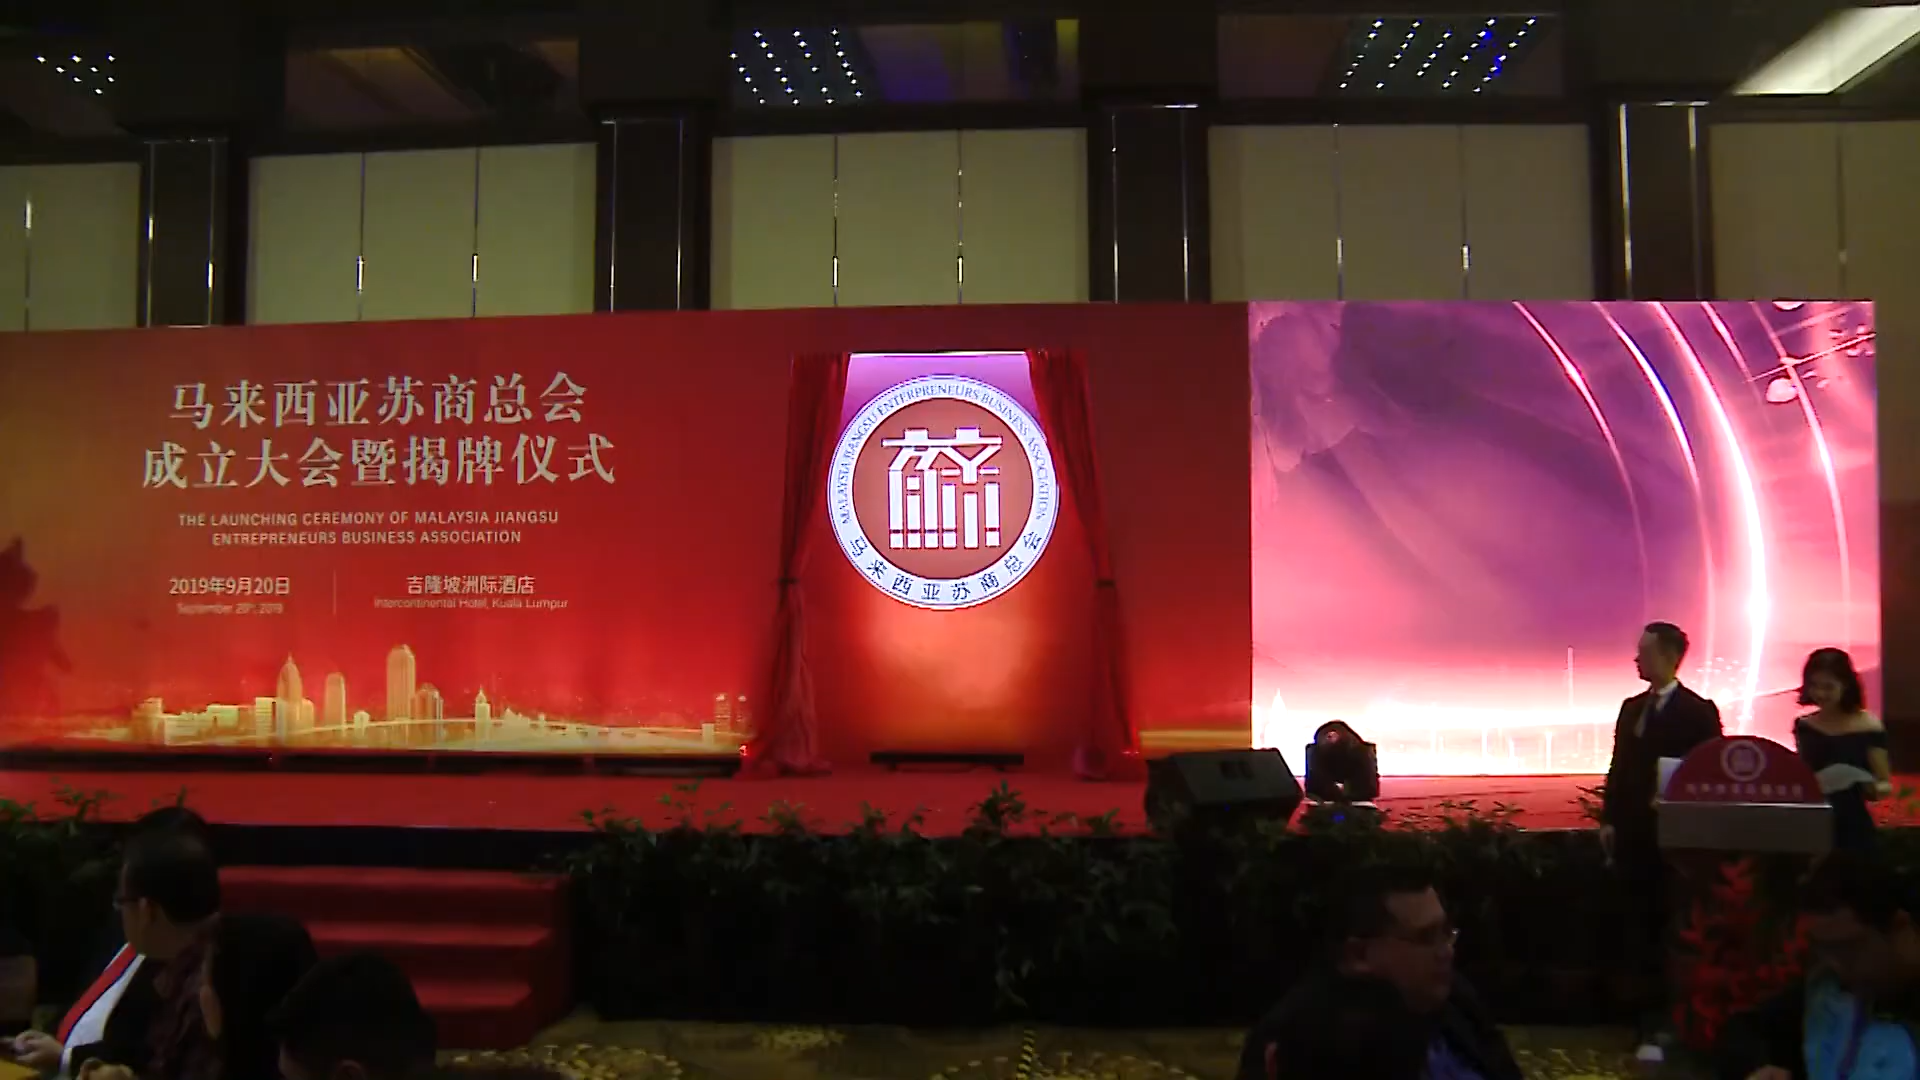 马来西亚苏商总会
成立大会暨揭牌仪式
THE LAUNCHING CEREMONY OF MALAYSIA JIANGSU
ENTREPRENEURS BUSINESS ASSOCIATION
2019年9月20日
September 20th, 2019
吉隆坡洲际酒店
Intercontinental Hotel, Kuala Lumpur
MALAYSIA JIANGSU ENTERPRENEURS BUSINESS ASSOCIATION
苏
马来西亚苏商总会